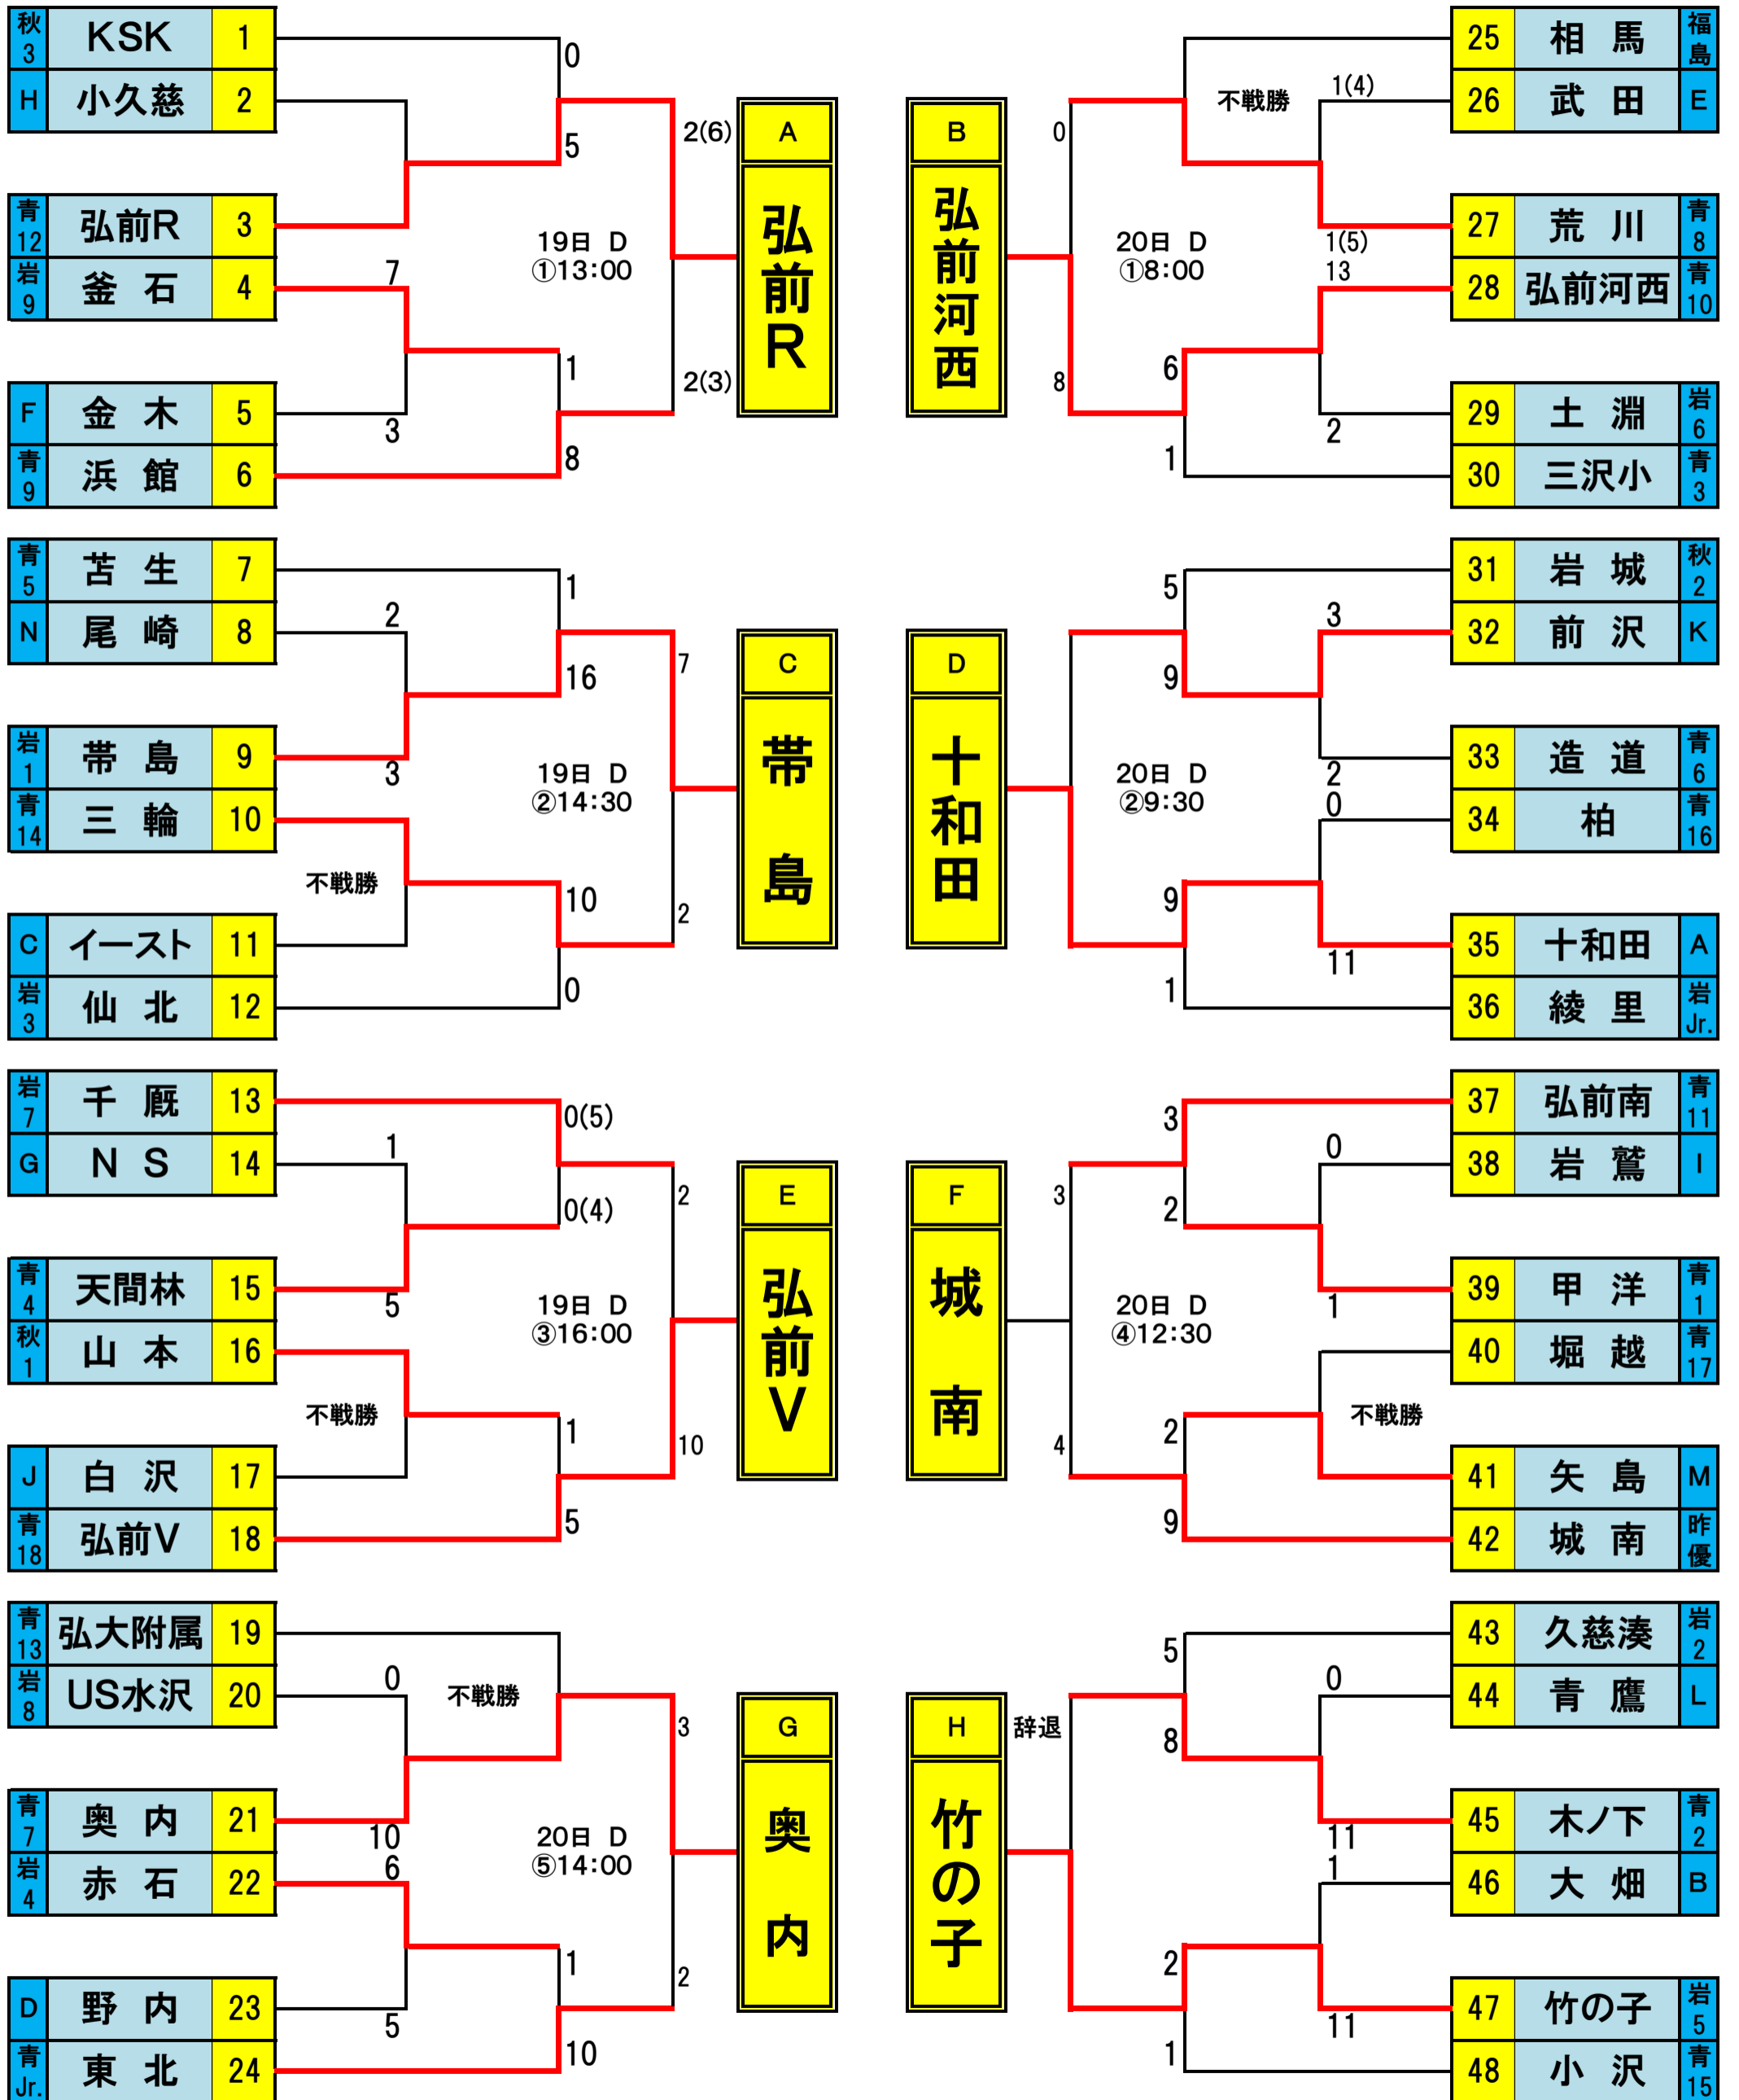 秋3 KSK 1
H 小久慈 2
0
5
青12 弘前R 3
岩9 釜石 4
7
F 金木 5
3
青9 浜館 6
1
8
2(6)
19日 D
①13:00
2(3)
A
弘前R
青5 苫生 7
N 尾崎 8
2
1
16
岩1 帯島 9
3
青14 三輪 10
不戦勝
C イースト 11
岩3 仙北 12
10
0
7
19日 D
②14:30
2
C
帯島
岩7 千厩 13
G NS 14
1
0(5)
0(4)
青4 天間林 15
5
秋1 山本 16
不戦勝
J 白沢 17
青18 弘前V 18
1
5
2
19日 D
③16:00
10
E
弘前V
青13 弘大附属 19
岩8 US水沢 20
0
不戦勝
青7 奥内 21
10
岩4 赤石 22
6
D 野内 23
5
青Jr. 東北 24
1
10
3
20日 D
⑤14:00
2
G
奥内
B
弘前河西
0
20日 D
①8:00
8
25 相馬 福島
不戦勝
1(4)
26 武田 E
27 荒川 青8
1(5)
13
28 弘前河西 青10
6
29 土淵 岩6
2
1
30 三沢小 青3
D
十和田
20日 D
②9:30
5
31 岩城 秋2
3
32 前沢 K
9
33 造道 青6
2
0
34 柏 青16
9
35 十和田 A
11
1
36 綾里 岩Jr.
F
城南
3
20日 D
④12:30
4
3
37 弘前南 青11
0
38 岩鷲 I
2
39 甲洋 青1
1
40 堀越 青17
2
不戦勝
41 矢島 M
9
42 城南 昨優
H
竹の子
辞退
5
43 久慈湊 岩2
0
44 青鷹 L
8
45 木ノ下 青2
11
1
46 大畑 B
2
47 竹の子 岩5
11
1
48 小沢 青15